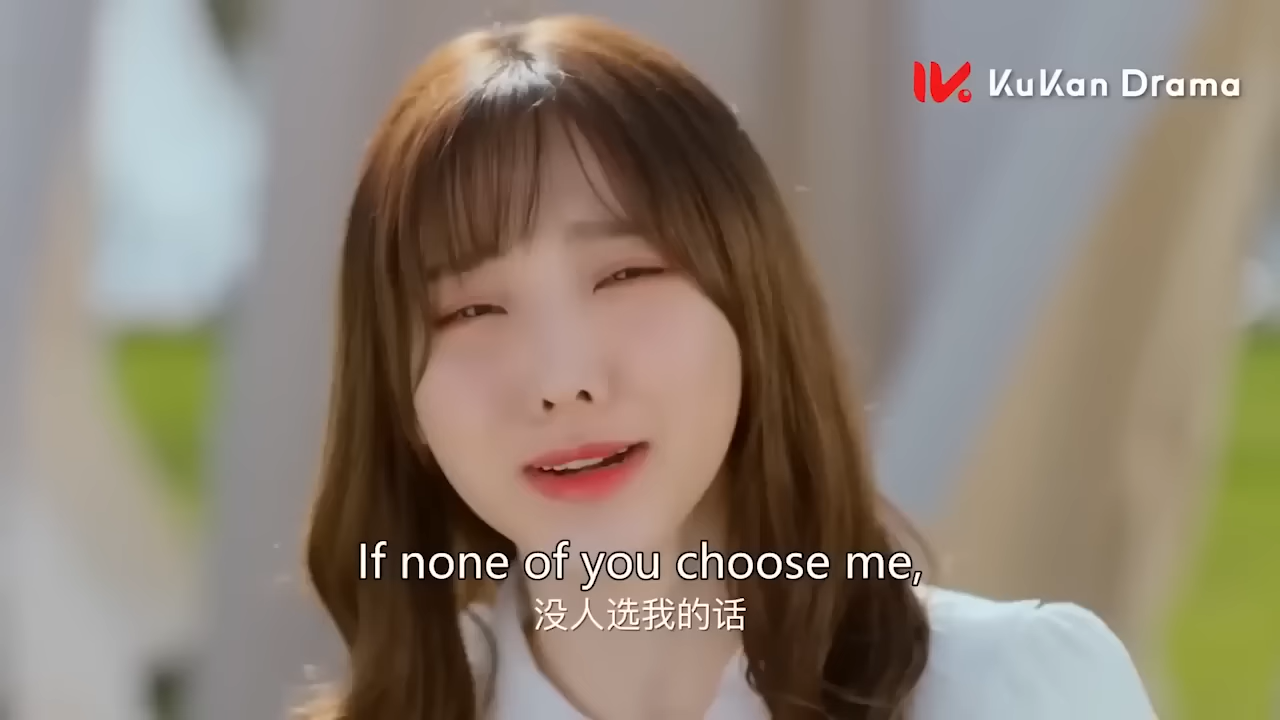 KuKan Drama
If none of you choose me,
没人选我的话